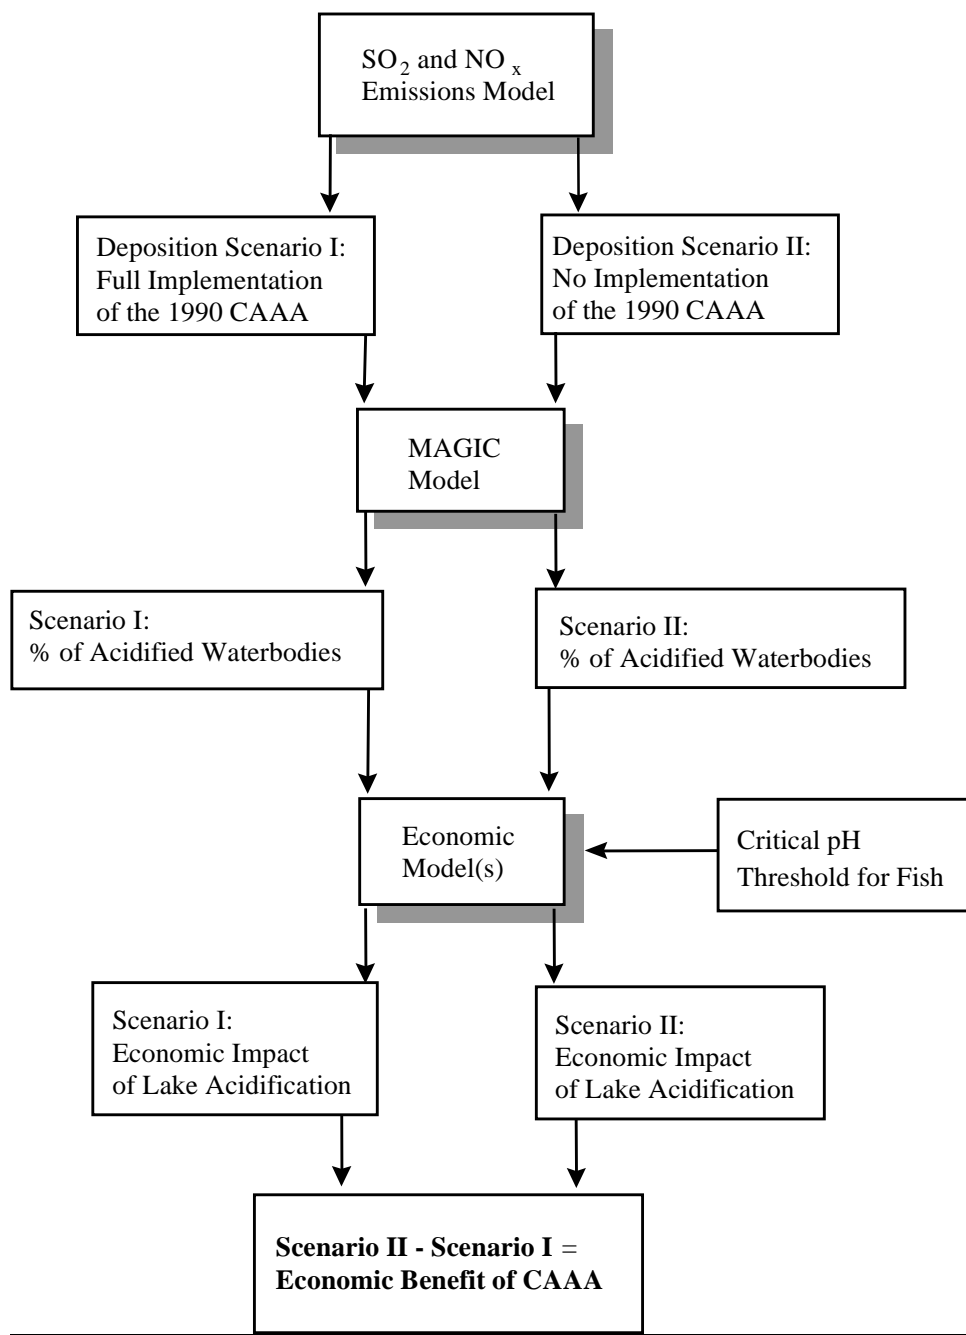 SO2 and NOx
Emissions Model
Deposition Scenario I:
Full Implementation
of the 1990 CAAA
Deposition Scenario II:
No Implementation
of the 1990 CAAA
MAGIC
Model
Scenario I:
% of Acidified Waterbodies
Scenario II:
% of Acidified Waterbodies
Economic
Model(s)
Critical pH
Threshold for Fish
Scenario I:
Economic Impact
of Lake Acidification
Scenario II:
Economic Impact
of Lake Acidification
Scenario II - Scenario I =
Economic Benefit of CAAA